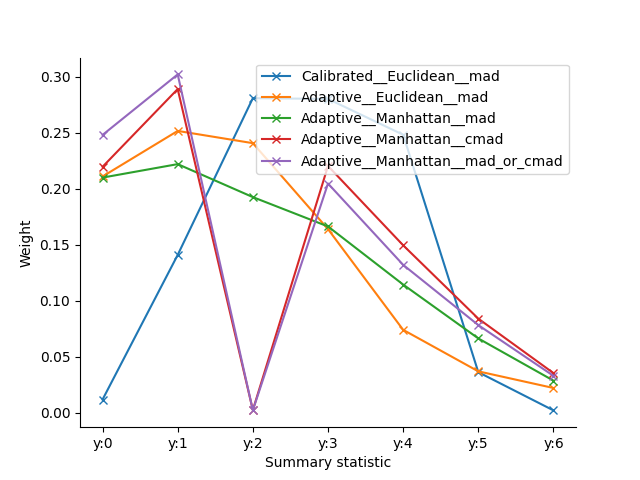 Calibrated__Euclidean__mad
Adaptive__Euclidean__mad
Adaptive__Manhattan__mad
Adaptive__Manhattan__cmad
Adaptive__Manhattan__mad_or_cmad
0.30
0.25
0.20
0.15
0.10
0.05
0.00
Weight
y:0 y:1 y:2 y:3 y:4 y:5 y:6
Summary statistic